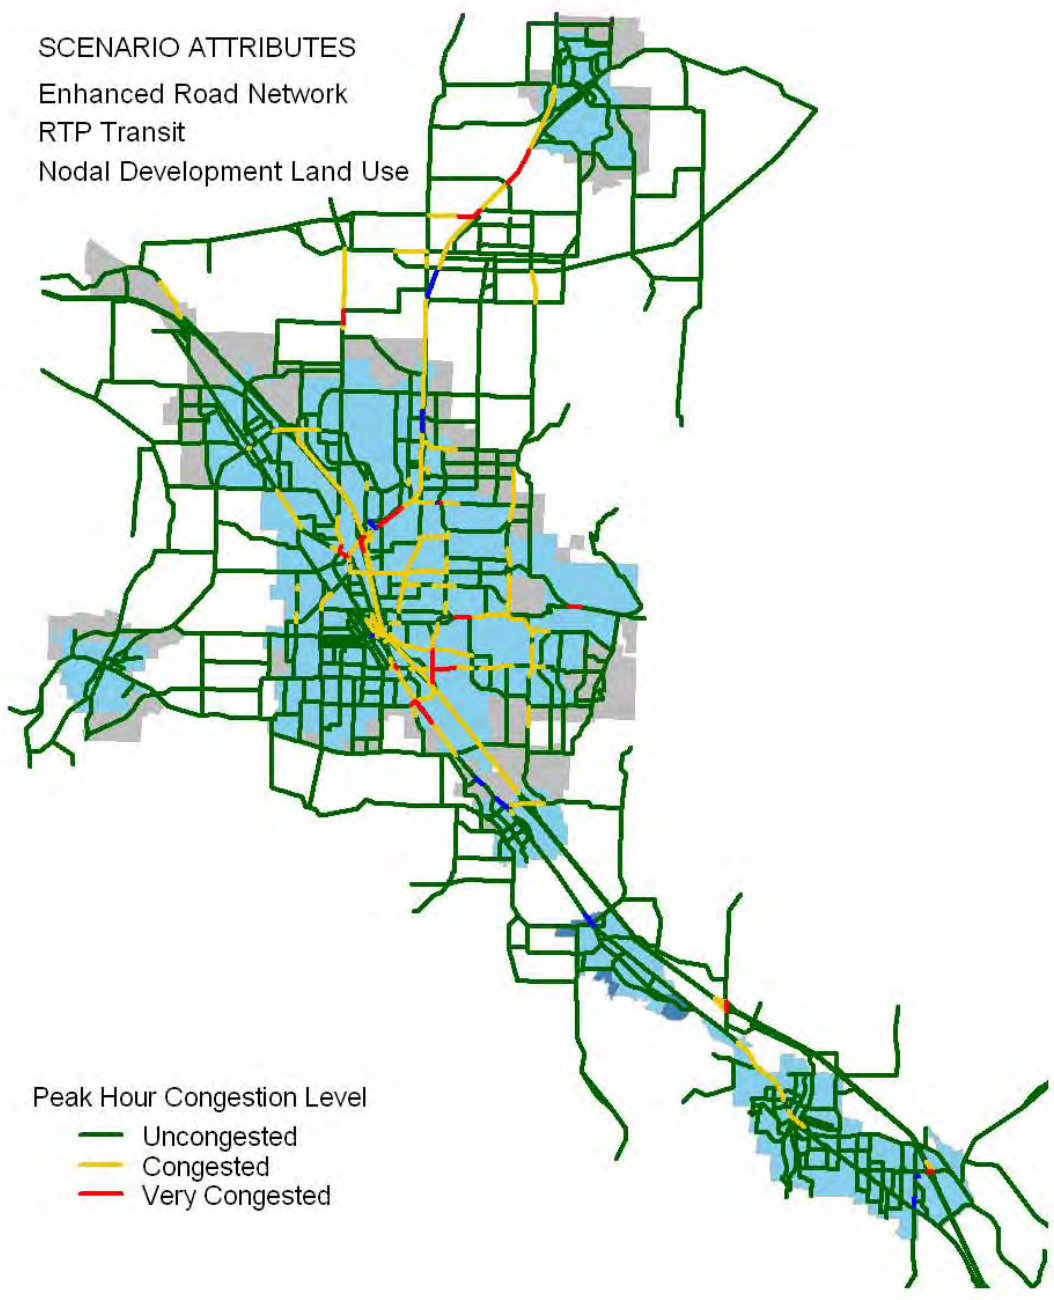 SCENARIO ATTRIBUTES
Enhanced Road Network
RTP Transit
Nodal Development Land Use
Peak Hour Congestion Level
Uncongested
Congested
Very Congested